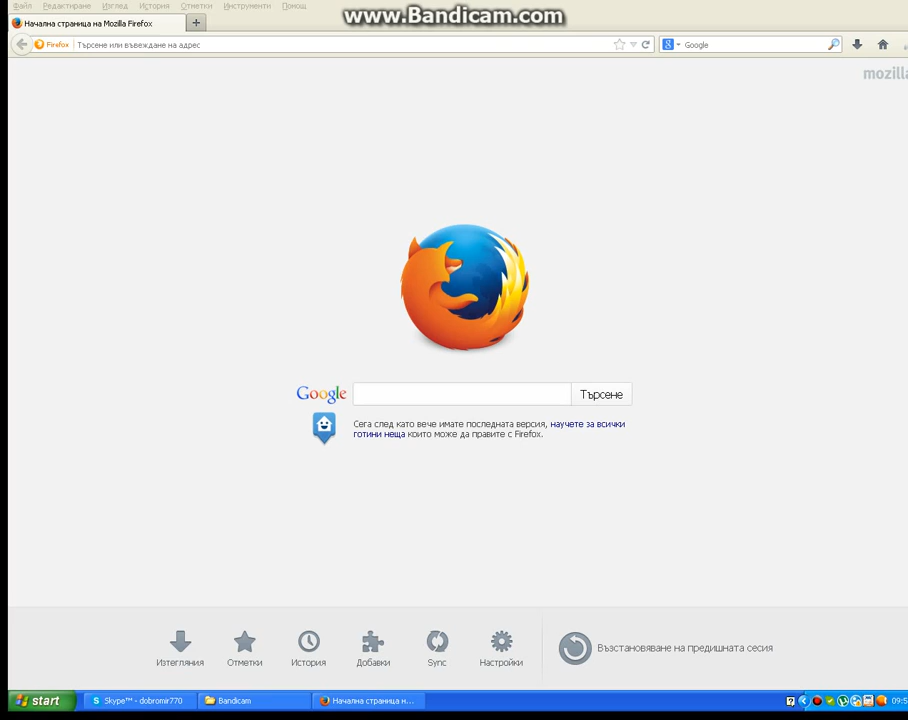 Файл Редактиране Изглед История Отметки Инструменти Помощ
www.Bandicam.com
Начална страница на Mozilla Firefox
Firefox Търсене или въвеждане на адрес
Google
mozilla
Google
Търсене
Сега след като вече имате последната версия, научете за всички
готини неща които може да правите с Firefox.
Изтегляния Отметки История Добавки Sync Настройки
Възстановяване на предишната сесия
start
Skype™ - dobromir770
Bandicam
Начална страница н...